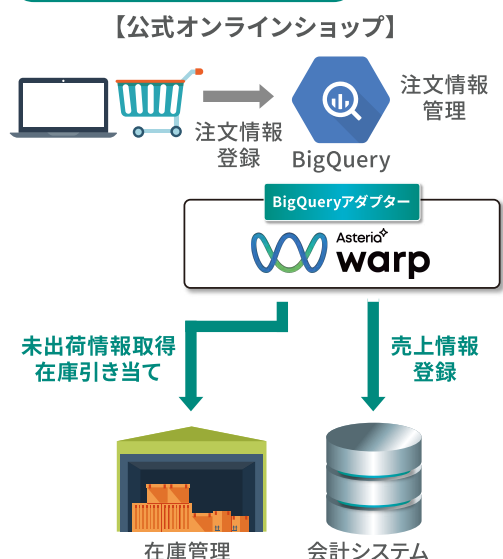 【公式オンラインショップ】
注文情報
登録
BigQuery
注文情報
管理
BigQueryアダプター
Asteria
warp
未出荷情報取得
在庫引き当て
売上情報
登録
在庫管理
会計システム